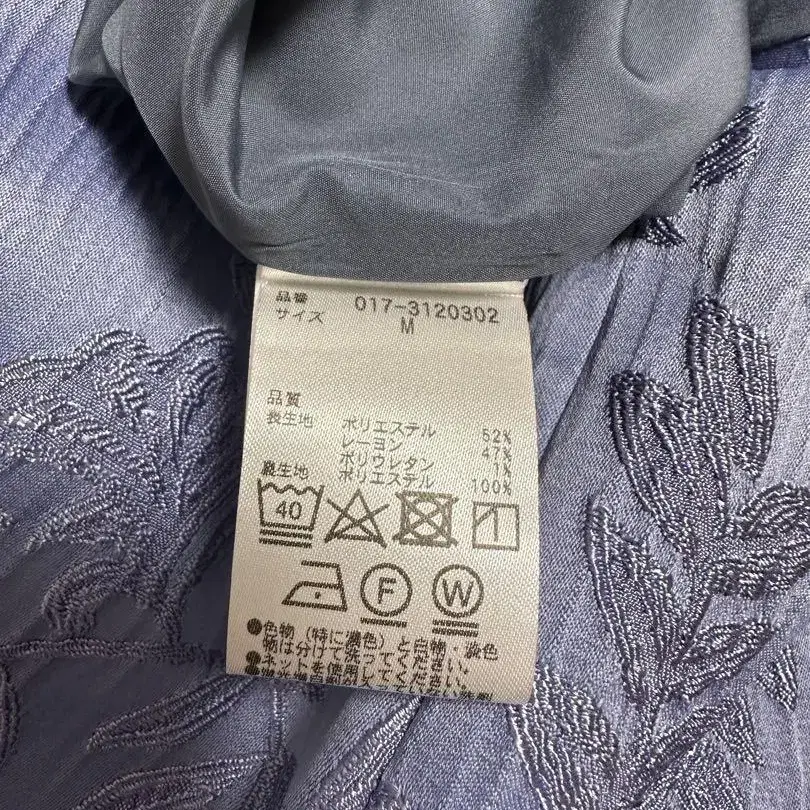 品番 017-3120302
サイズ M
品質
表生地 ポリエステル 52%
レーヨン 47%
ポリウレタン 1%
裏生地 ポリエステル 100%
40
F W
●色物(特に濃色)と白物・淡色
物は分けて洗ってください。
●ネットを使用してください。